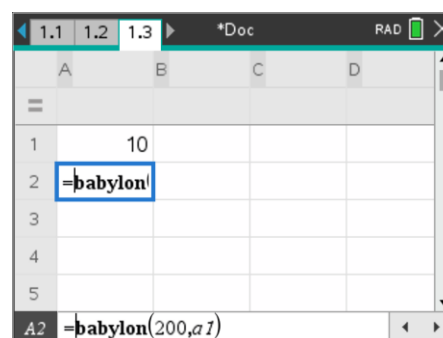 1.1 1.2 1.3 *Doc RAD
A B C D
=
1 10
2 =babylon(
3
4
5
A2 =babylon(200,a1)